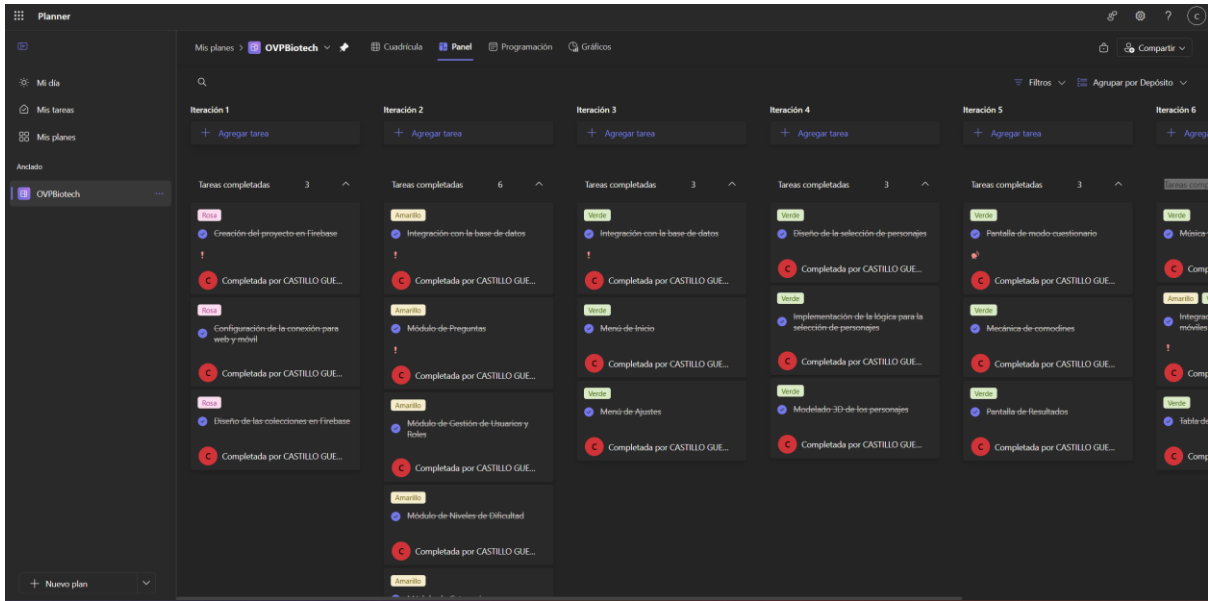 Planner
C
Mis planes > OVPBiotech
Cuadrícula
Panel
Programación
Gráficos
Compartir
Mi día
Mis tareas
Mis planes
Anclado
OVPBiotech
Nuevo plan
Filtros
Agrupar por Depósito
Iteración 1
+ Agregar tarea
Tareas completadas 3
Rosa
Creación del proyecto en Firebase
!
C Completada por CASTILLO GUE...
Rosa
Configuración de la conexión para
web y móvil
C Completada por CASTILLO GUE...
Rosa
Diseño de las colecciones en Firebase
C Completada por CASTILLO GUE...
Iteración 2
+ Agregar tarea
Tareas completadas 6
Amarillo
Integración con la base de datos
!
C Completada por CASTILLO GUE...
Amarillo
Módulo de Preguntas
!
C Completada por CASTILLO GUE...
Amarillo
Módulo de Gestión de Usuarios y
Roles
C Completada por CASTILLO GUE...
Amarillo
Módulo de Niveles de Dificultad
C Completada por CASTILLO GUE...
Amarillo
Iteración 3
+ Agregar tarea
Tareas completadas 3
Verde
Integración con la base de datos
!
C Completada por CASTILLO GUE...
Verde
Menú de Inicio
C Completada por CASTILLO GUE...
Verde
Menú de Ajustes
C Completada por CASTILLO GUE...
Iteración 4
+ Agregar tarea
Tareas completadas 3
Verde
Diseño de la selección de personajes
C Completada por CASTILLO GUE...
Verde
Implementación de la lógica para la
selección de personajes
C Completada por CASTILLO GUE...
Verde
Modelado 3D de los personajes
C Completada por CASTILLO GUE...
Iteración 5
+ Agregar tarea
Tareas completadas 3
Verde
Pantalla de modo cuestionario
C Completada por CASTILLO GUE...
Verde
Mecánica de comodines
C Completada por CASTILLO GUE...
Verde
Pantalla de Resultados
C Completada por CASTILLO GUE...
Iteración 6
+ Agreg
Tareas comp
Verde
Música
C Comp
Amarillo
Integrac
móviles
!
C Comp
Verde
Tabla de
C Comp